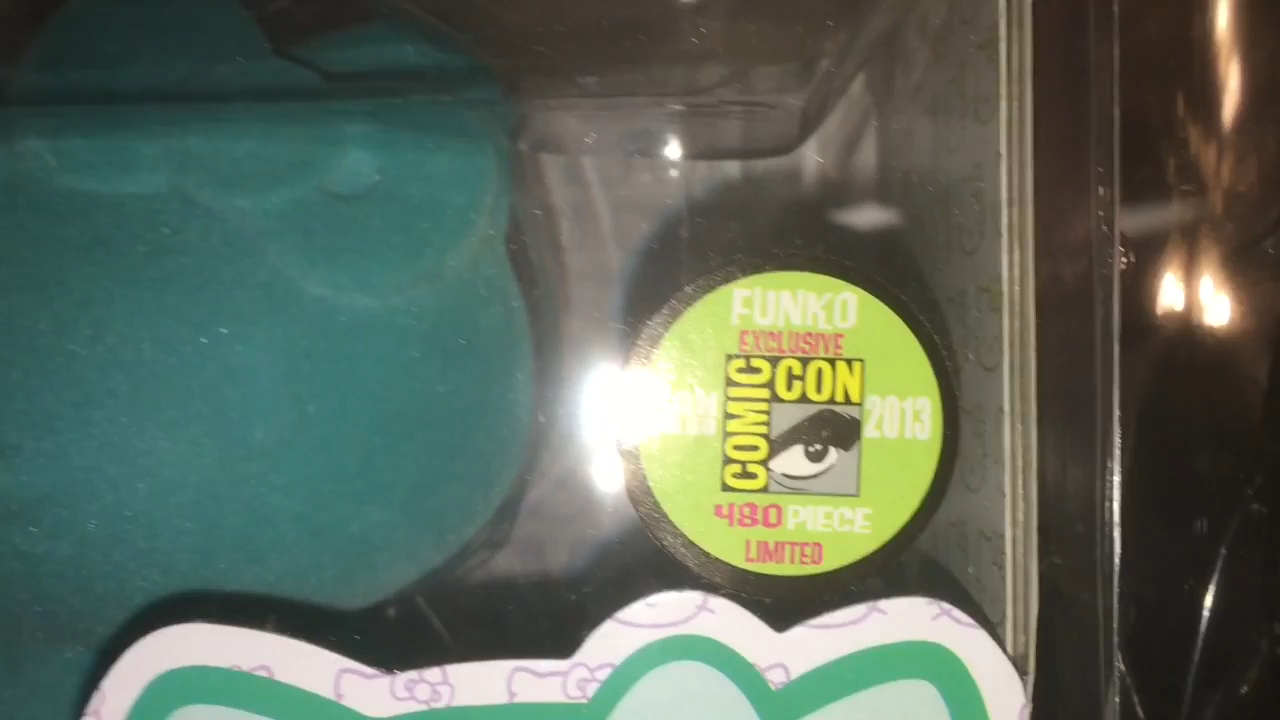 FUNKO
EXCLUSIVE
COMIC CON
2013
480 PIECE
LIMITED